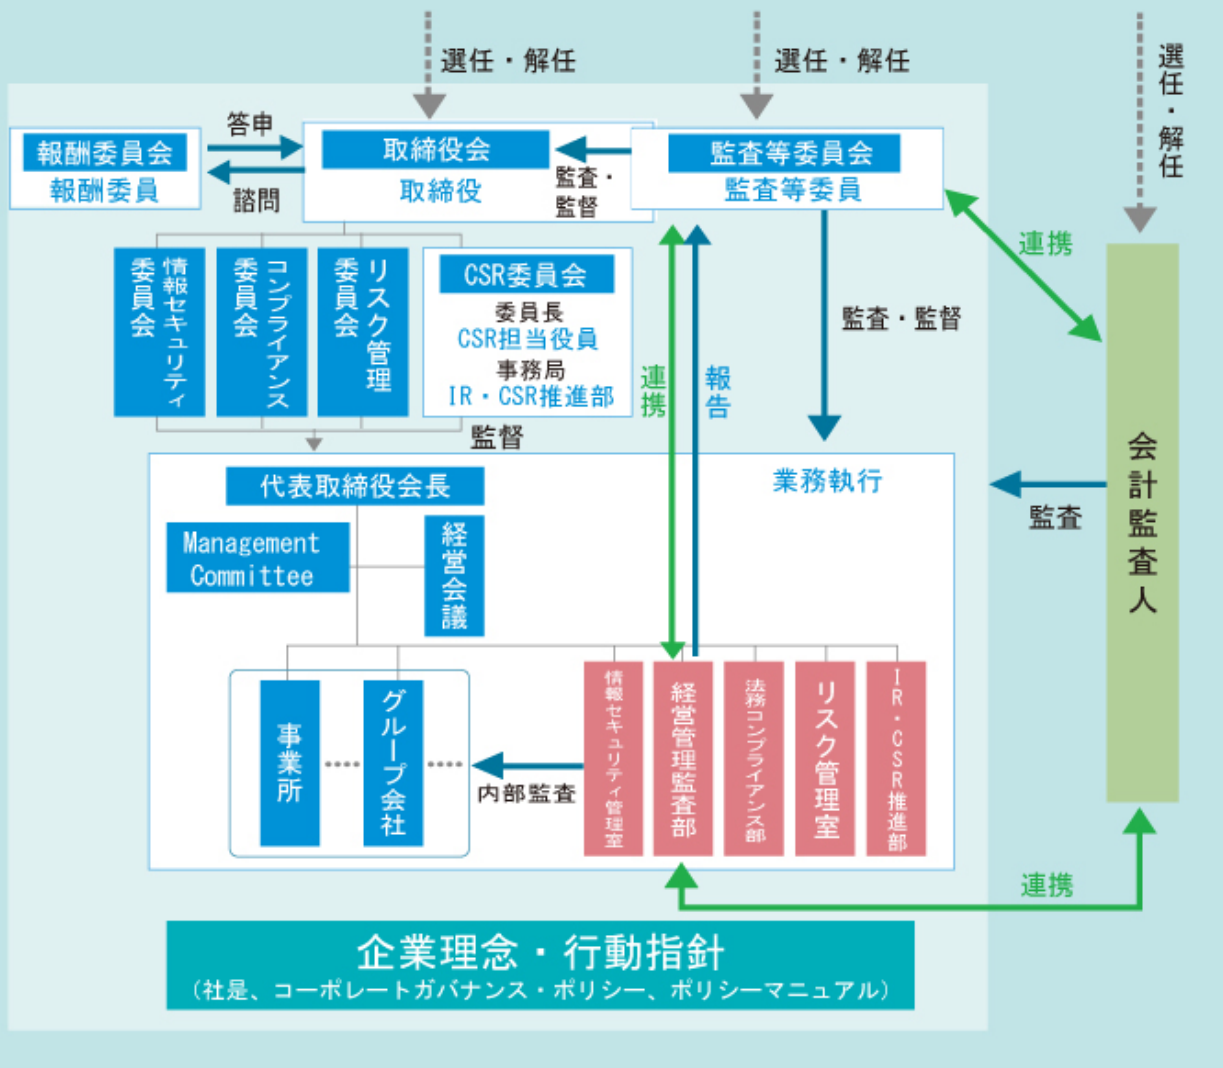 選任・解任
選任・解任
選任・解任
答申
諮問
報酬委員会
報酬委員
取締役会
取締役
監査・
監督
監査等委員会
監査等委員
連携
情報セキュリティ
委員会
コンプライアンス
委員会
リスク管理
委員会
CSR委員会
委員長
CSR担当役員
事務局
IR・CSR推進部
連携
報告
監査・監督
監督
会計監査人
監査
代表取締役会長
業務執行
Management
Committee
経営会議
事業所
グループ会社
内部監査
情報セキュリティ管理室
経営管理監査部
法務コンプライアンス部
リスク管理室
IR・CSR推進部
連携
企業理念・行動指針
(社是、コーポレートガバナンス・ポリシー、ポリシーマニュアル)